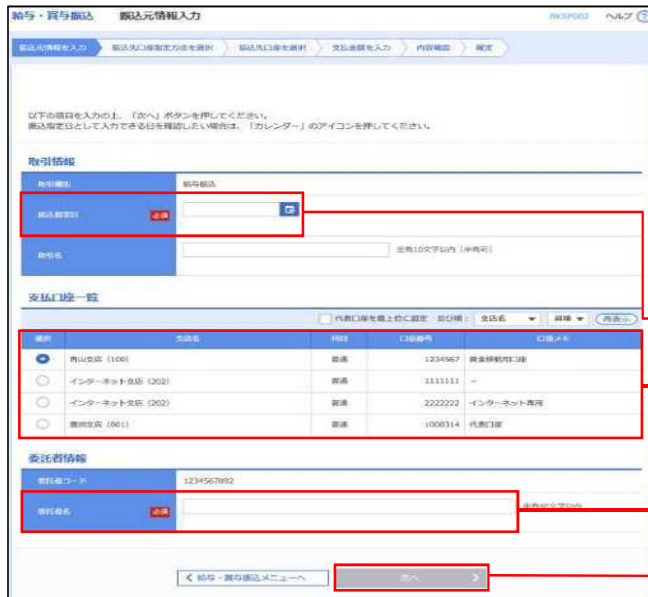 給与・賞与振込 振込元情報入力 BKSP002 ヘルプ ?
振込元情報を入力 振込先口座指定方法を選択 振込先口座を選択 支払金額を入力 内容確認 確定
以下の項目を入力の上、「次へ」ボタンを押してください。
振込指定日として入力できる日を確認したい場合は、「カレンダー」のアイコンを押してください。
取引情報
取引種別 給与振込
振込指定日 必須
取引名 全角10文字以内 [半角可]
支払口座一覧
代表口座を最上位に固定 並び順: 支店名 昇順 再表示
選択 支店名 科目 口座番号 口座メモ
青山支店 (100) 普通 1234567 資金移動用口座
インターネット支店 (202) 普通 1111111 -
インターネット支店 (202) 普通 2222222 インターネット専用
豊洲支店 (001) 普通 1000314 代表口座
委託者情報
委託者コード 1234567892
委託者名 必須 半角40文字以内
給与・賞与振込メニューへ 次へ